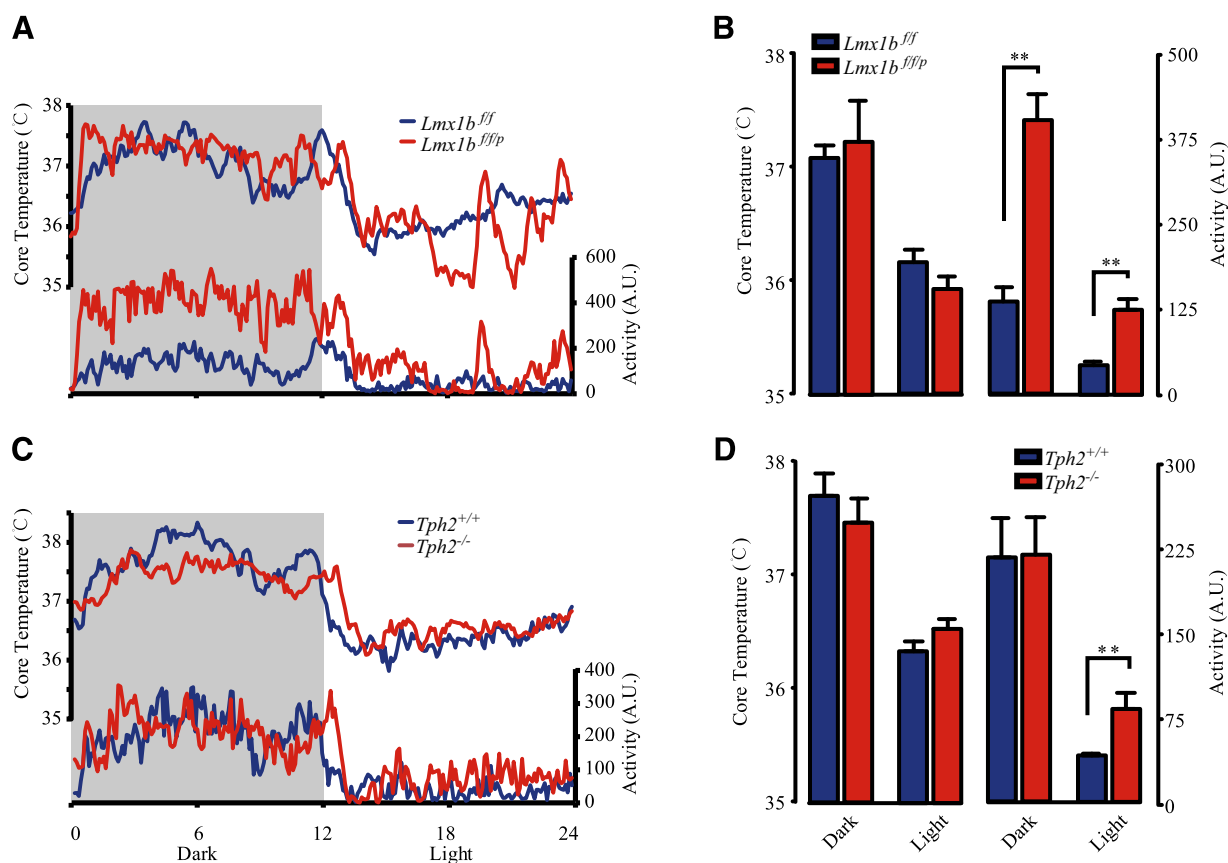 A
Core Temperature (℃)
38
37
36
35
Lmx1b f/f
Lmx1b f/f/p
600
400
200
0
Activity (A.U.)
B
Lmx1b f/f
Lmx1b f/f/p
Core Temperature (℃)
38
37
36
35
**
**
500
375
250
125
0
Activity (A.U.)
C
Core Temperature (℃)
38
37
36
35
Tph2+/+
Tph2-/-
400
300
200
100
0
Activity (A.U.)
0 6 12 18 24
Dark Light
D
Tph2+/+
Tph2-/-
Core Temperature (℃)
38
37
36
35
**
300
225
150
75
0
Activity (A.U.)
Dark Light Dark Light